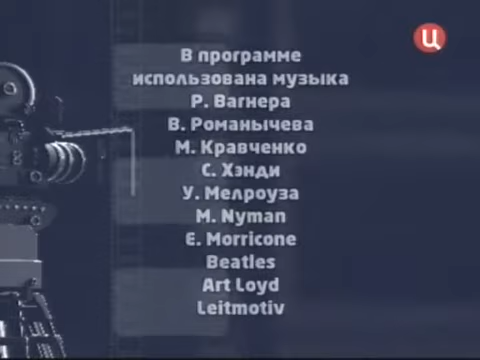 В программе
использована музыка
Р. Вагнера
В. Романычева
М. Кравченко
С. Хэнди
У. Мелроуза
M. Nyman
E. Morricone
Beatles
Art Loyd
Leitmotiv
Ц